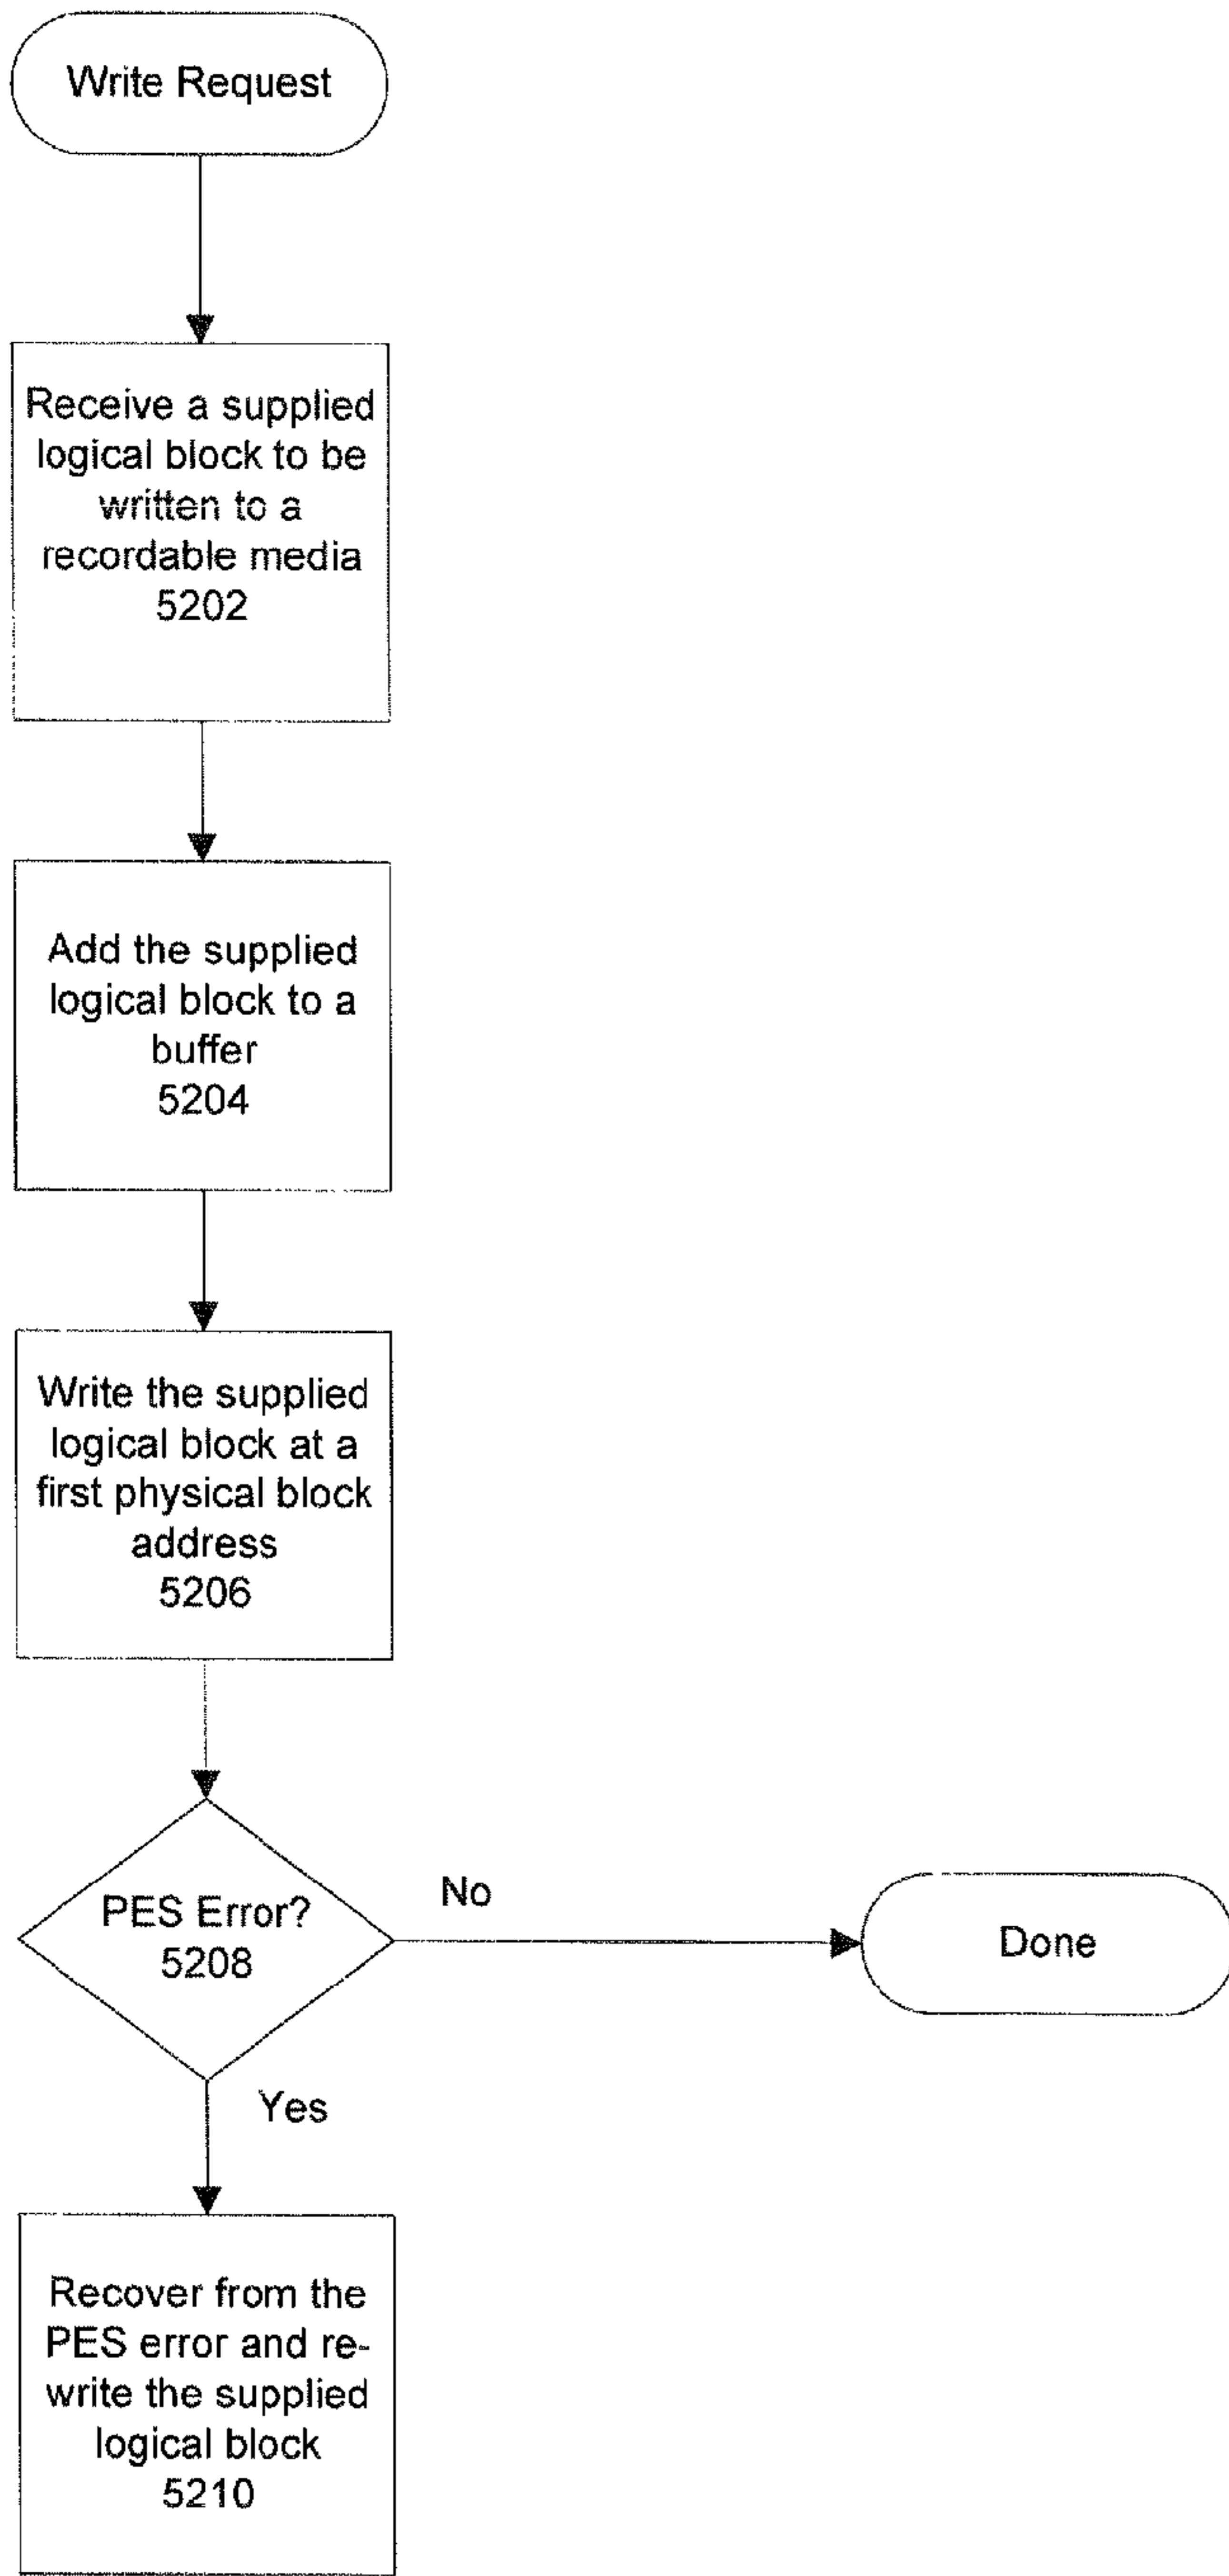 Write Request
Receive a supplied
logical block to be
written to a
recordable media
5202
Add the supplied
logical block to a
buffer
5204
Write the supplied
logical block at a
first physical block
address
5206
PES Error?
5208
No
Done
Yes
Recover from the
PES error and re-
write the supplied
logical block
5210